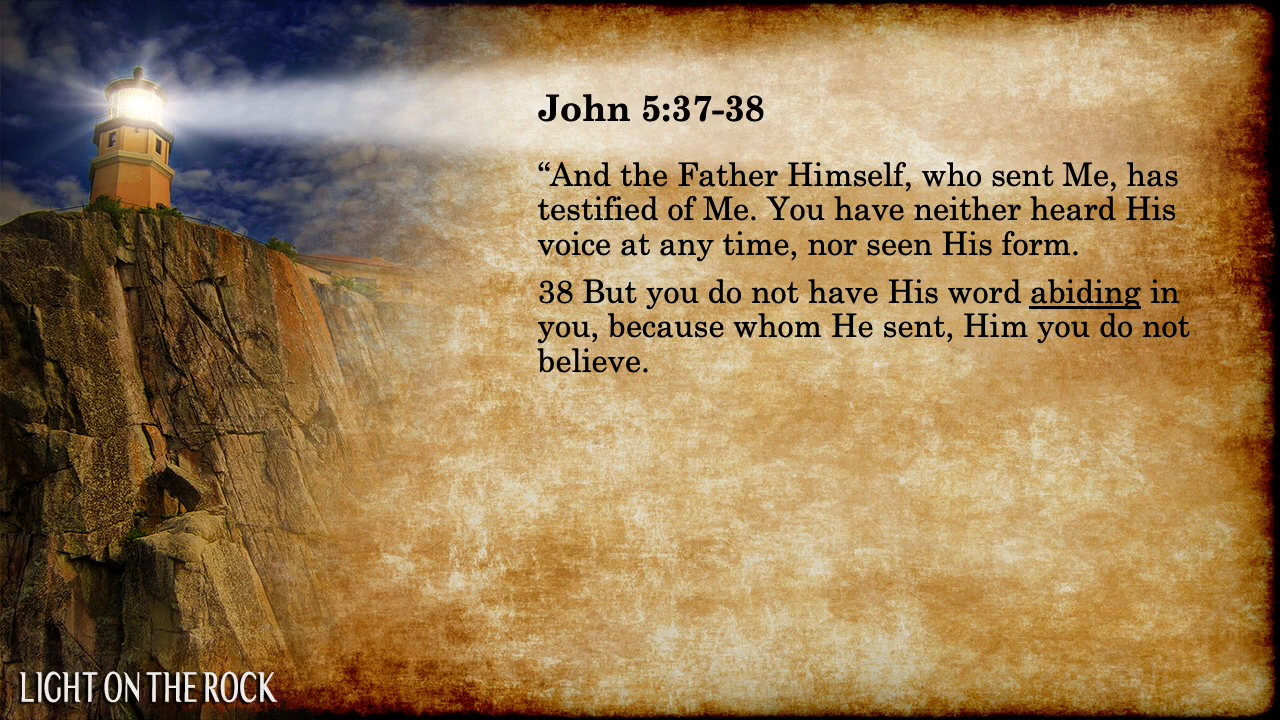 John 5:37-38
“And the Father Himself, who sent Me, has
testified of Me. You have neither heard His
voice at any time, nor seen His form.
38 But you do not have His word abiding in
you, because whom He sent, Him you do not
believe.
LIGHT ON THE ROCK